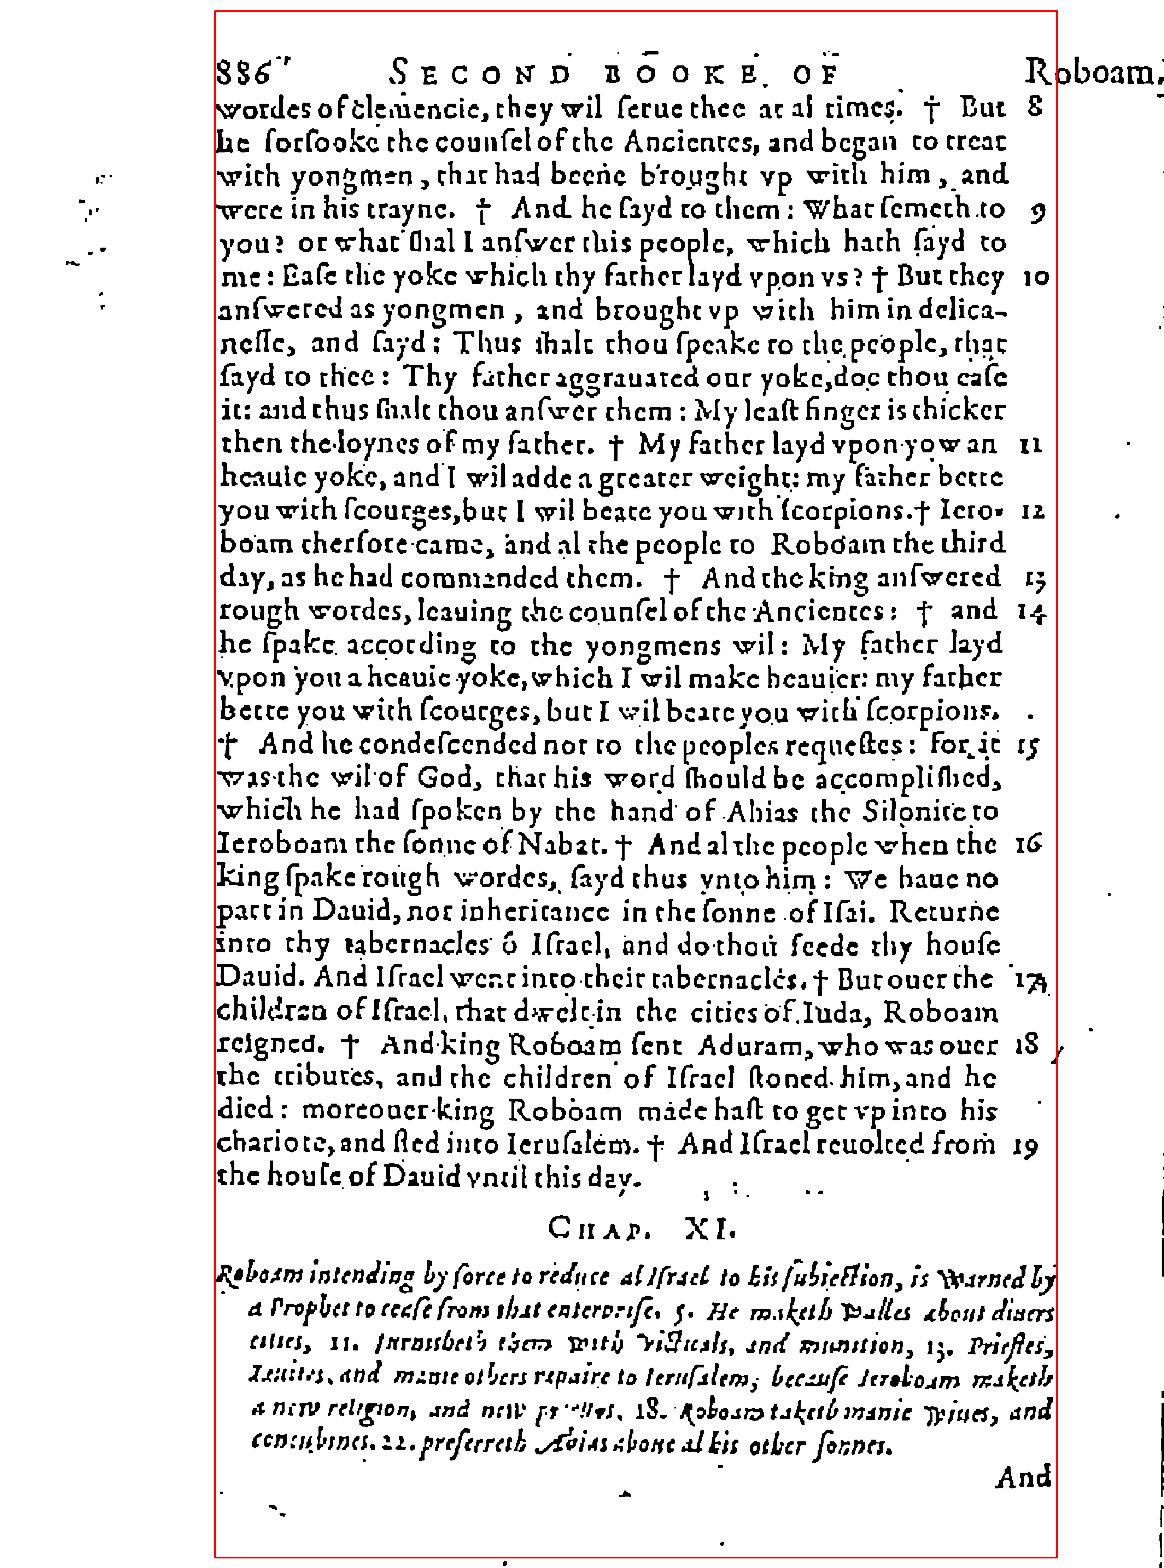 886 SECOND BOOKE OF Roboam.
wordes of clemencie, they wil ſerue thee at al times. † But 8
he forſooke the counſel of the Ancientes, and began to treat
with yongmen, that had beene brought vp with him, and
were in his trayne. † And he ſayd to them: What ſemeth to 9
you? or what ſhal I anſwer this people, which hath ſayd to
me: Eaſe the yoke which thy father layd vpon vs? † But they 10
anſwered as yongmen, and brought vp with him in delica-
neſſe, and ſayd: Thus ſhalt thou ſpeake to the people, that
ſayd to thee: Thy father aggrauated our yoke, doe thou eaſe
it: and thus ſhalt thou anſwer them: My leaſt finger is thicker
then the loynes of my father. † My father layd vpon yow an 11
heauie yoke, and I wil adde a greater weight: my father bette
you with ſcourges, but I wil beate you with ſcorpions. † Iero- 12
boam therfore came, and al the people to Roboam the third
day, as he had commanded them. † And the king anſwered 13
rough wordes, leauing the counſel of the Ancientes: † and 14
he ſpake according to the yongmens wil: My father layd
vpon you a heauie yoke, which I wil make heauier: my father
bette you with ſcourges, but I wil beate you with ſcorpions.
† And he condeſcended not to the peoples requeſtes: for it 15
was the wil of God, that his word ſhould be accompliſhed,
which he had ſpoken by the hand of Ahias the Silonite to
Ieroboam the ſonne of Nabat. † And al the people when the 16
king ſpake rough wordes, ſayd thus vnto him: We haue no
part in Dauid, nor inheritance in the ſonne of Iſai. Returne
into thy tabernacles ô Iſrael, and do thou feede thy houſe
Dauid. And Iſrael went into their tabernacles. † But ouer the 17
children of Iſrael, that dwelt in the cities of Iuda, Roboam
reigned. † And king Roboam ſent Aduram, who was ouer 18
the tributes, and the children of Iſrael ſtoned him, and he
died: moreouer king Roboam made haſt to get vp into his
chariote, and fled into Ieruſalem. † And Iſrael reuolted from 19
the houſe of Dauid vntil this day.
CHAP. XI.
Roboam intending by force to reduce al Iſrael to his ſubiection, is warned by
a Prophet to ceaſe from that enterpriſe. 5. He maketh walles about diuers
cities, 11. furnisheth them with victuals, and munition, 13. Prieſtes,
Leuites, and manie others repaire to Ieruſalem, becauſe Ieroboam maketh
a new religion, and new prieſtes. 18. Roboam taketh manie wiues, and
concubines. 22. preferreth Abias aboue al his other ſonnes.
And